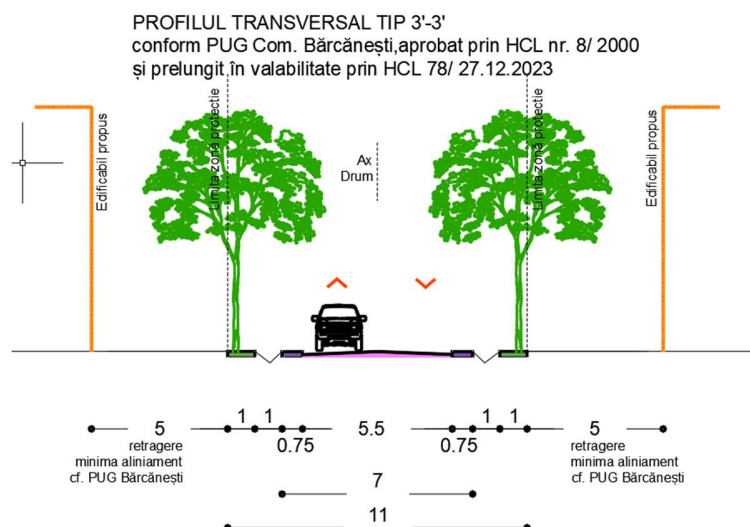 PROFILUL TRANSVERSAL TIP 3'-3'
conform PUG Com. Bărcănești,aprobat prin HCL nr. 8/ 2000
și prelungit în valabilitate prin HCL 78/ 27.12.2023
Edificabil propus
Limita zonă protectie
Ax
Drum
Limita zonă protectie
Edificabil propus
5 1 1 0.75 5.5 0.75 1 1 5
retragere
minima aliniament
cf. PUG Bărcănești
retragere
minima aliniament
cf. PUG Bărcănești
7
11